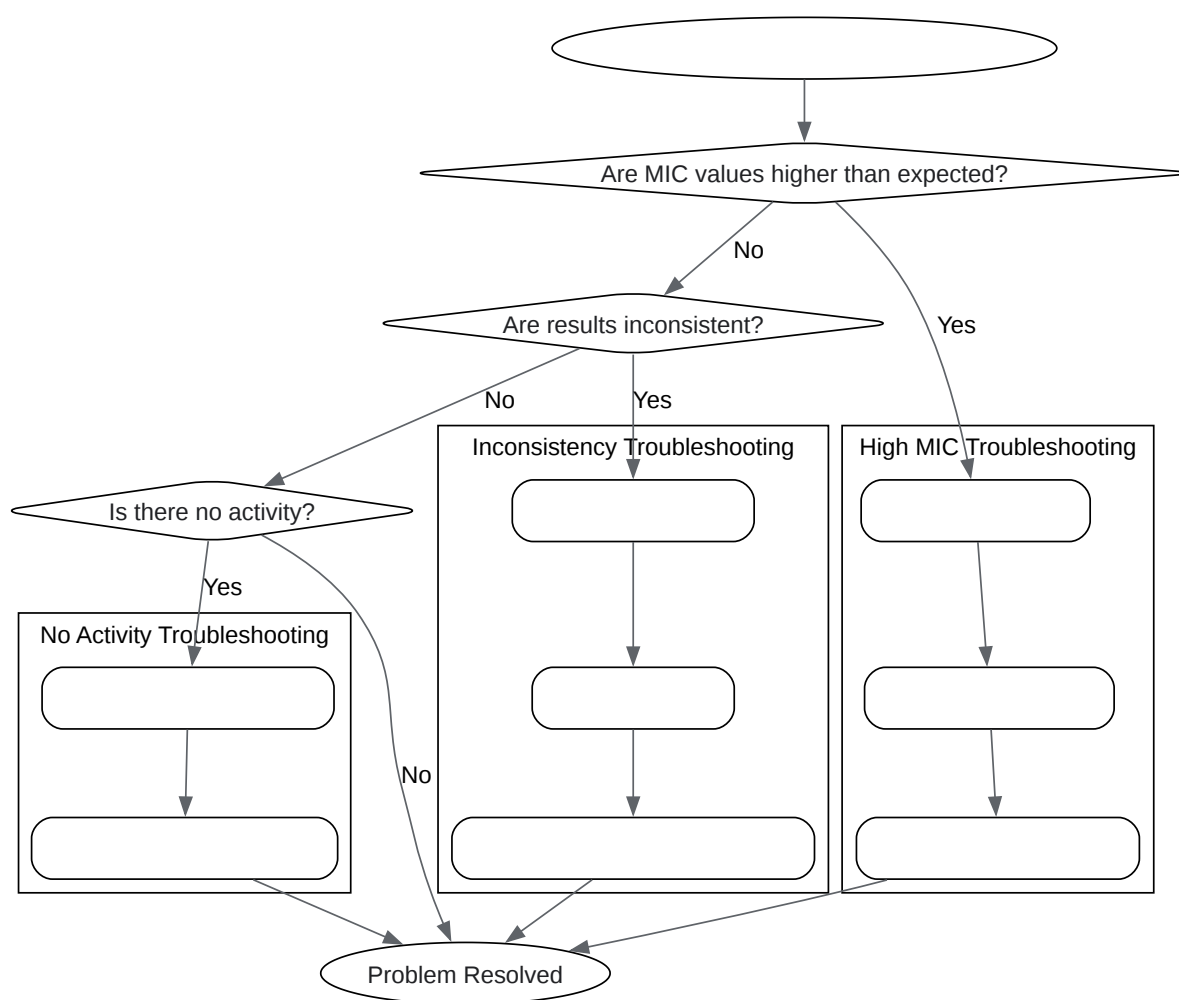 Are MIC values higher than expected?
No
Yes
Are results inconsistent?
No
Yes
Inconsistency Troubleshooting
High MIC Troubleshooting
Is there no activity?
Yes
No Activity Troubleshooting
No
Problem Resolved